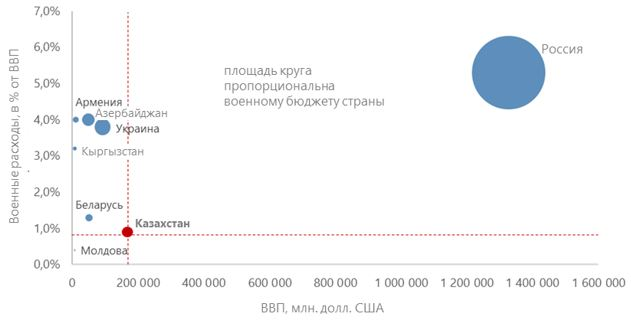 Военные расходы, в % от ВВП
7,0%
6,0%
5,0%
4,0%
3,0%
2,0%
1,0%
0,0%
Россия
площадь круга
пропорциональна
военному бюджету страны
Армения
Азербайджан
Украина
Кыргызстан
Беларусь
Казахстан
Молдова
0
200 000
400 000
600 000
800 000
1 000 000
1 200 000
1 400 000
1 600 000
ВВП, млн. долл. США